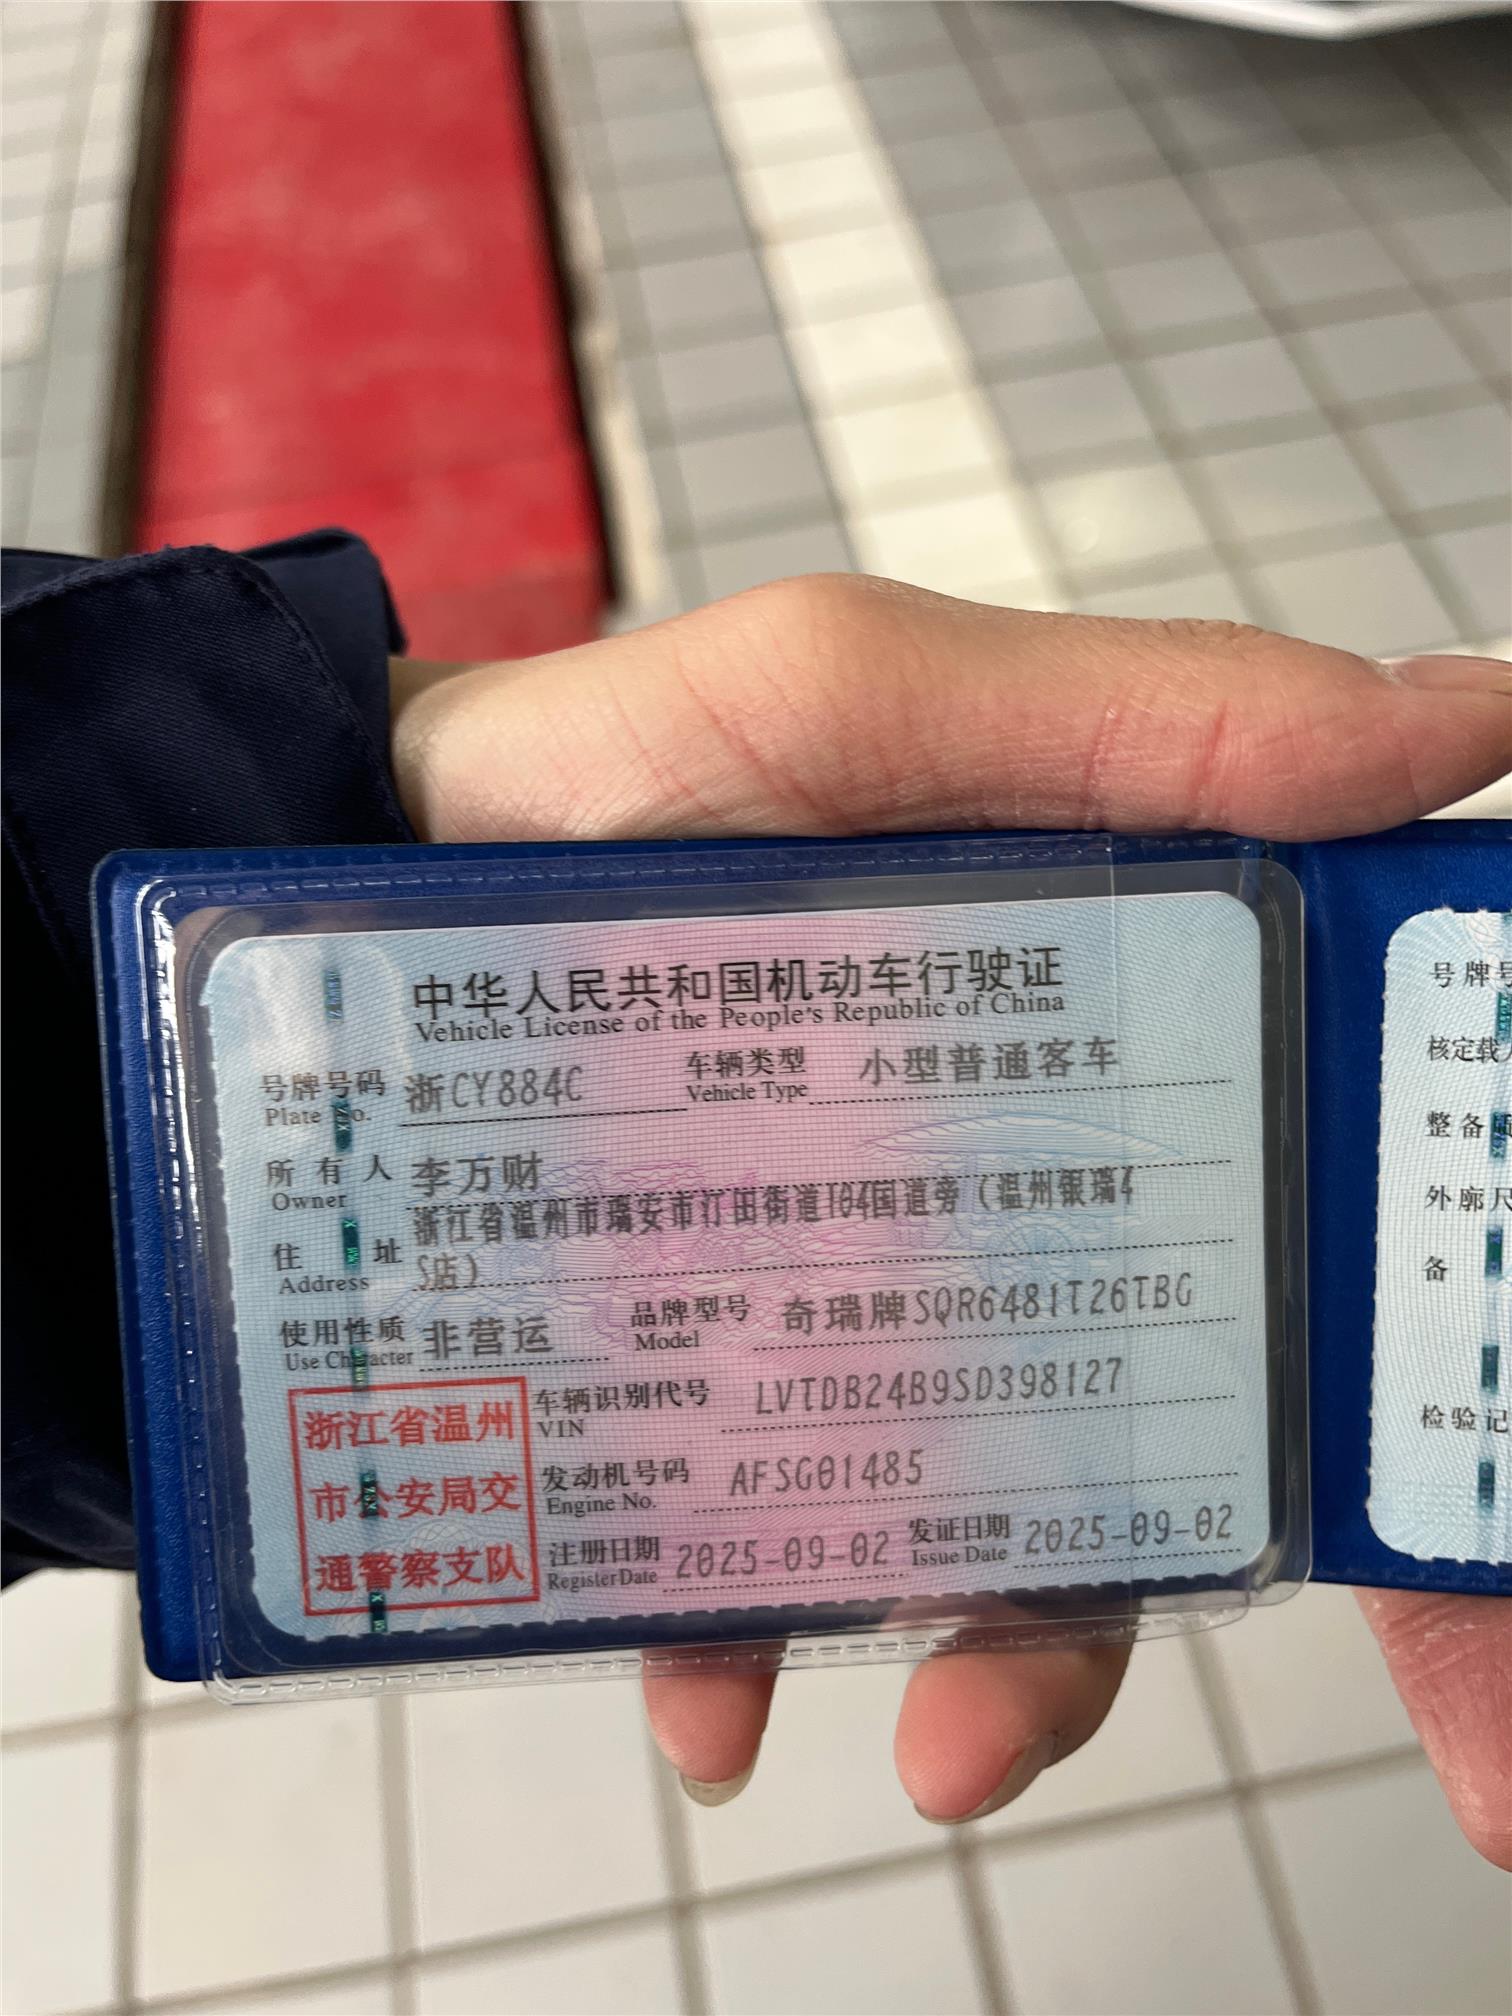 中华人民共和国机动车行驶证
Vehicle License of the People's Republic of China
号牌号码 浙CY884C 车辆类型 小型普通客车
Plate No. Vehicle Type
所有人 李万财
Owner
住址 浙江省温州市瑞安市汀田街道104国道旁（温州银瑞4
Address S店）
使用性质 非营运 品牌型号 奇瑞牌SQR6481T26TBG
Use Character Model
车辆识别代号 LVTDB24B9SD398127
VIN
发动机号码 AFSG01485
Engine No.
注册日期 2025-09-02 发证日期 2025-09-02
Register Date Issue Date
浙江省温州
市公安局交
通警察支队
号牌号
核定载
整备
外廓尺
备
检验记